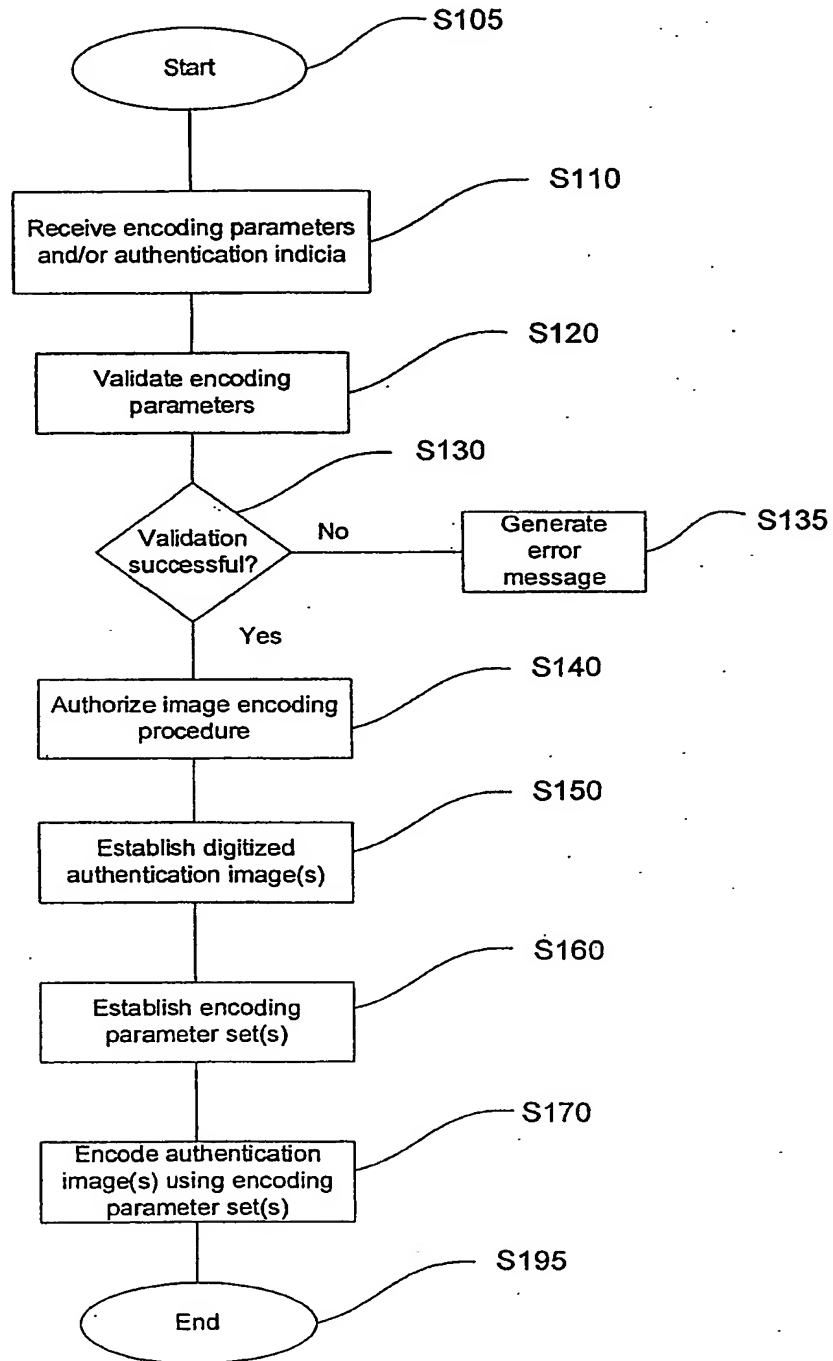 S105
Start
S110
Receive encoding parameters
and/or authentication indicia
S120
Validate encoding
parameters
S130
Validation
successful?
No
Generate
error
message
S135
Yes
S140
Authorize image encoding
procedure
S150
Establish digitized
authentication image(s)
S160
Establish encoding
parameter set(s)
S170
Encode authentication
image(s) using encoding
parameter set(s)
S195
End